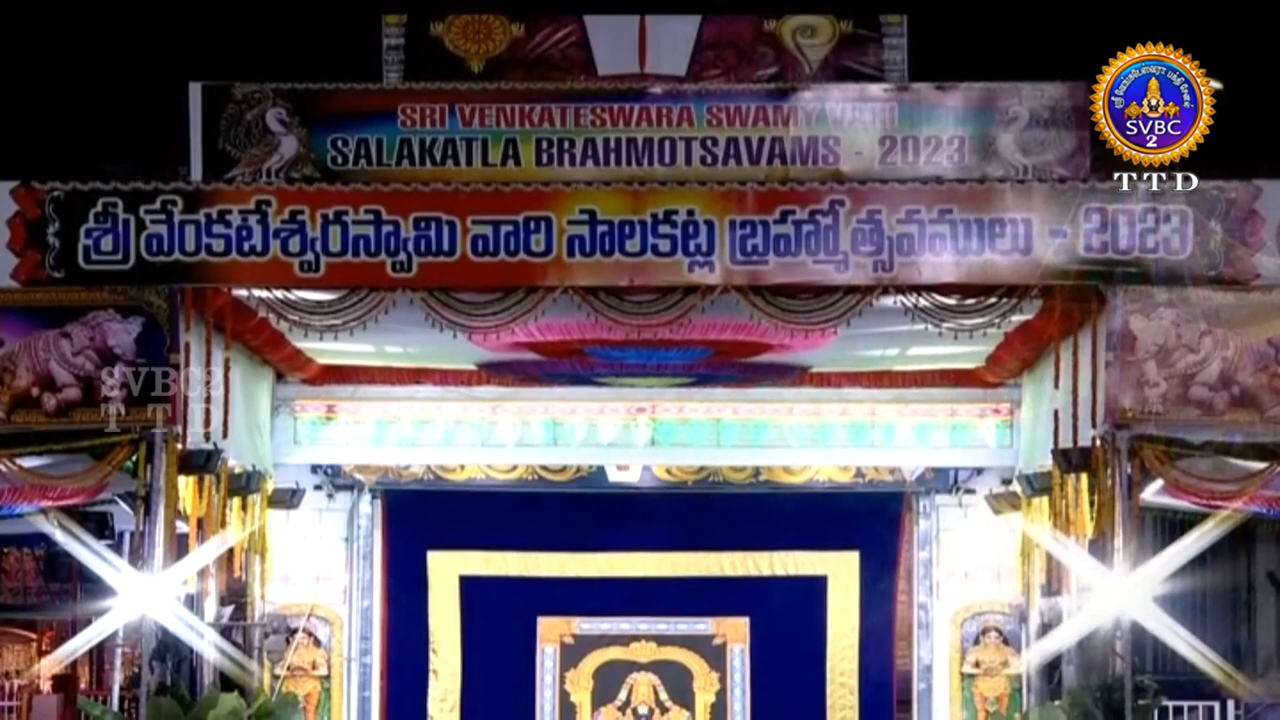 SRI VENKATESWARA SWAMY VARI
SALAKATLA BRAHMOTSAVAMS - 2023
శ్రీ వేంకటేశ్వరస్వామి వారి సాలకట్ల బ్రహ్మోత్సవములు - 2023
SVBC
2
TTD
SVBC2
TTD